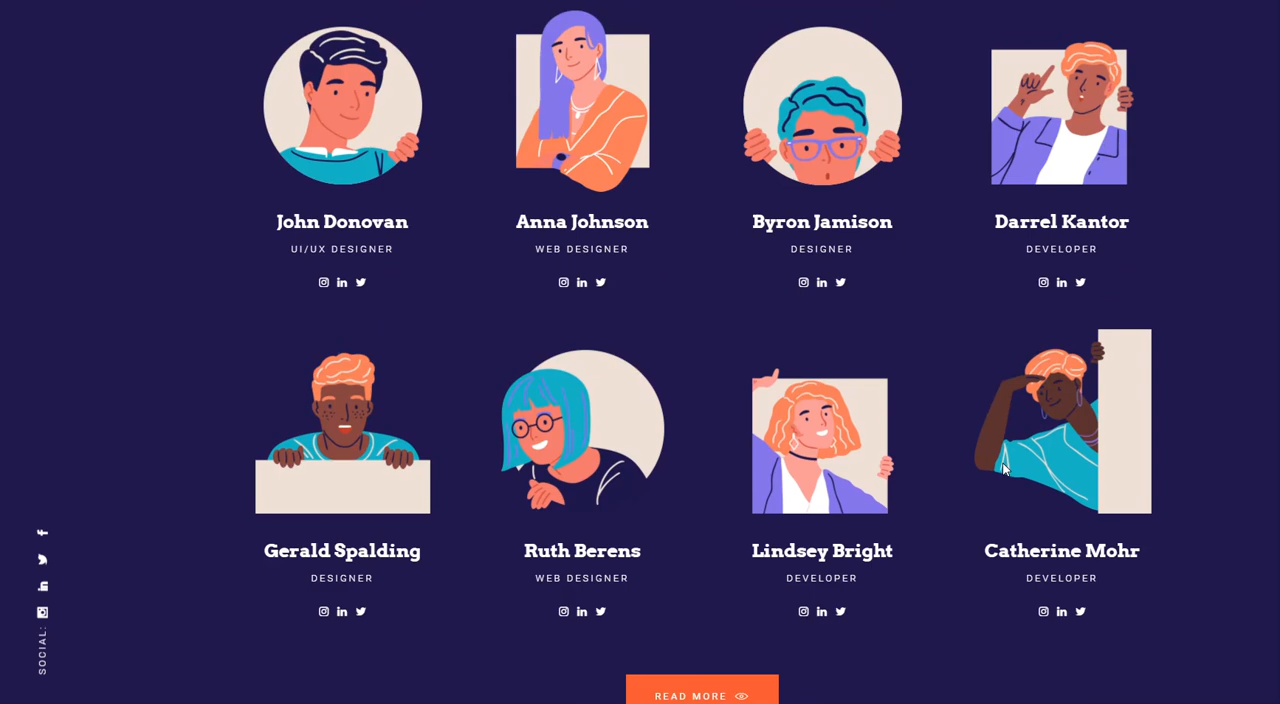 John Donovan
UI/UX DESIGNER
Anna Johnson
WEB DESIGNER
Byron Jamison
DESIGNER
Darrel Kantor
DEVELOPER
Gerald Spalding
DESIGNER
Ruth Berens
WEB DESIGNER
Lindsey Bright
DEVELOPER
Catherine Mohr
DEVELOPER
SOCIAL:
READ MORE